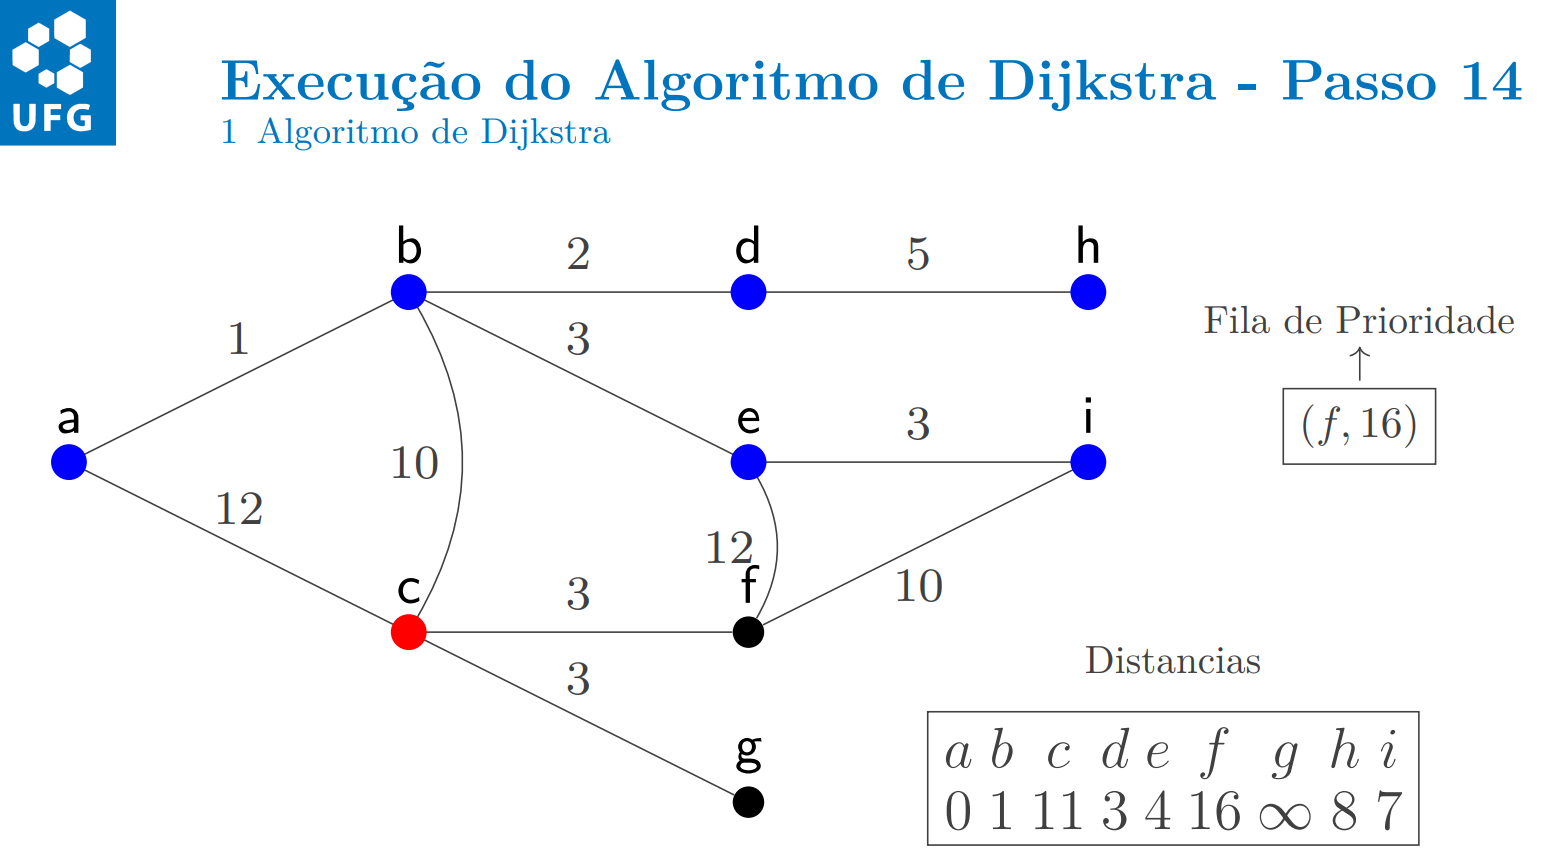 UFG
Execução do Algoritmo de Dijkstra - Passo 14
1 Algoritmo de Dijkstra
b 2 d 5 h
1 3
Fila de Prioridade
↑
(f, 16)
a e 3 i
10
12
12
c 3 f 10
3
g
Distancias
a b c d e f g h i
0 1 11 3 4 16 ∞ 8 7